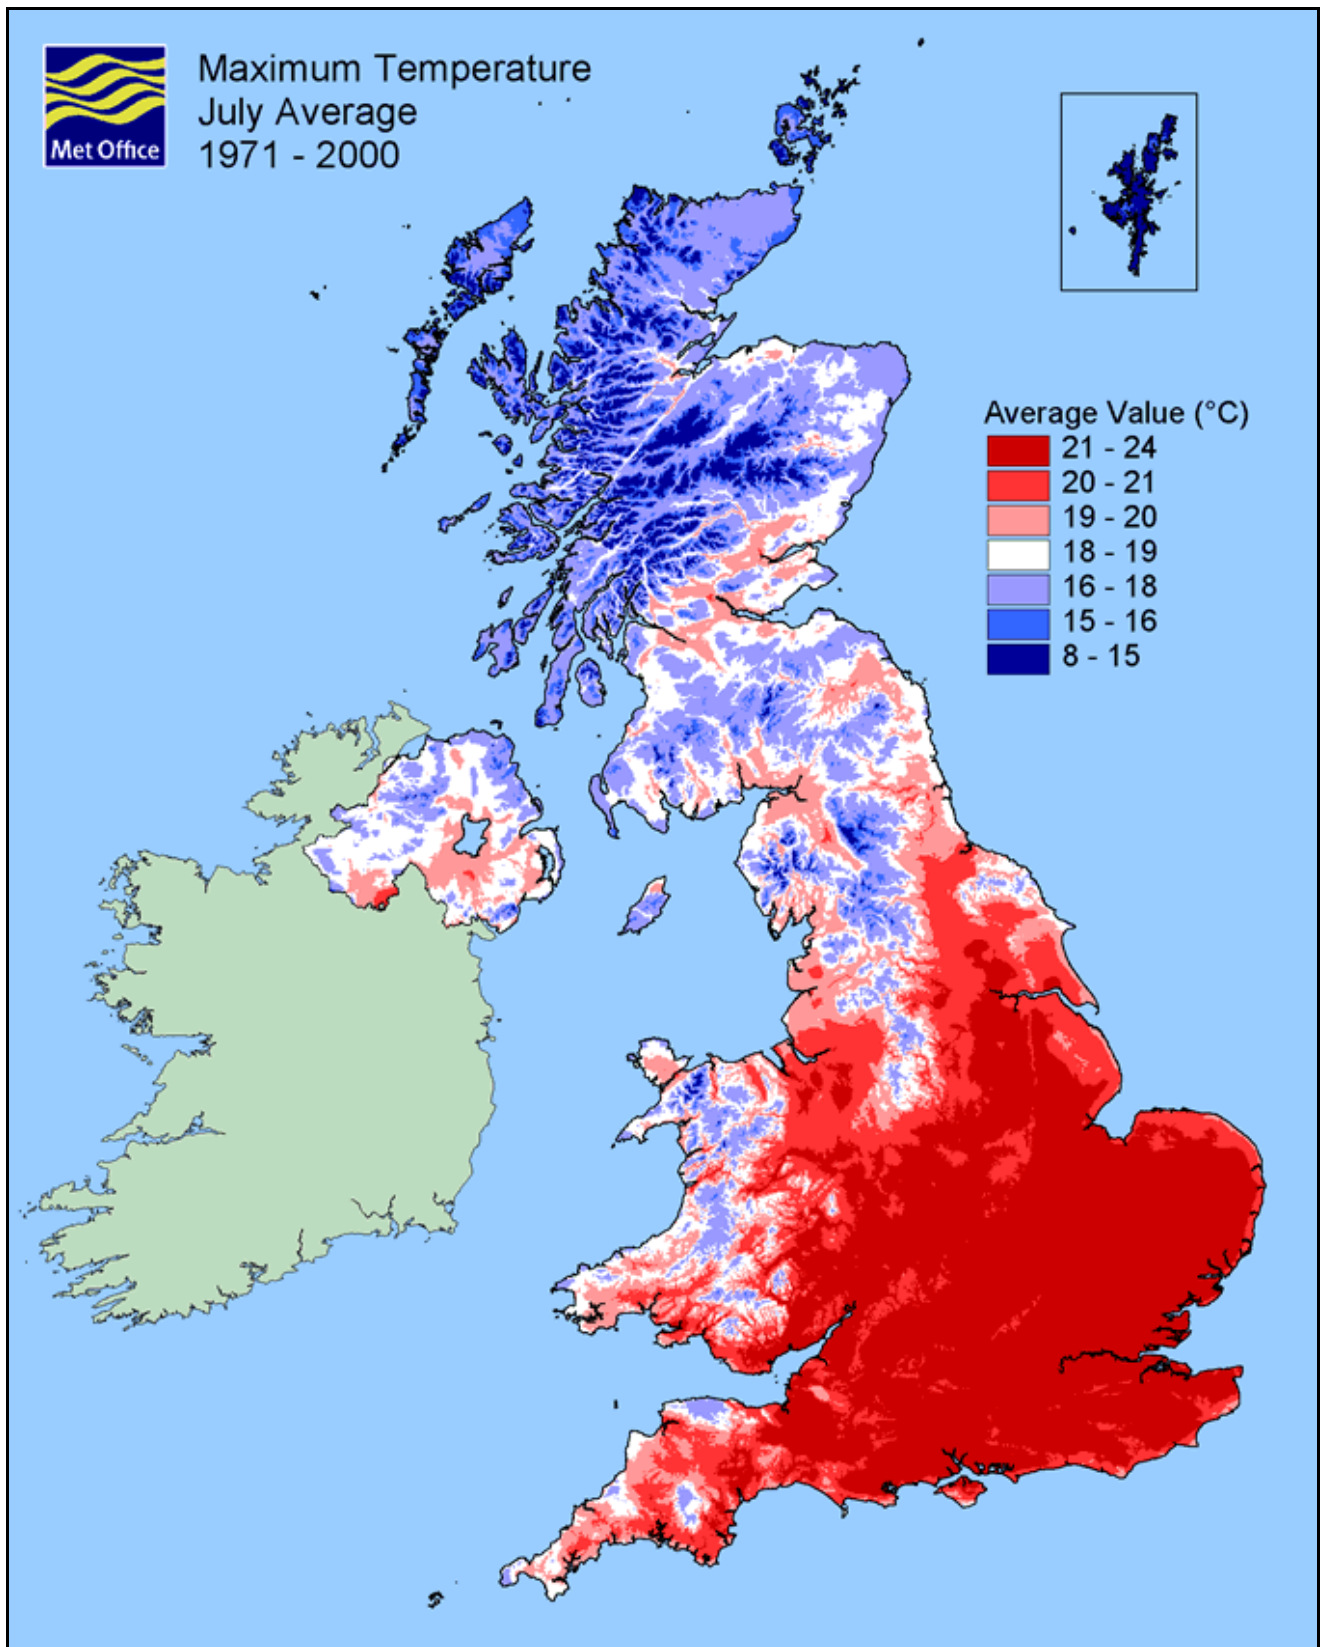 Met Office
Maximum Temperature
July Average
1971 - 2000
Average Value (°C)
21 - 24
20 - 21
19 - 20
18 - 19
16 - 18
15 - 16
8 - 15